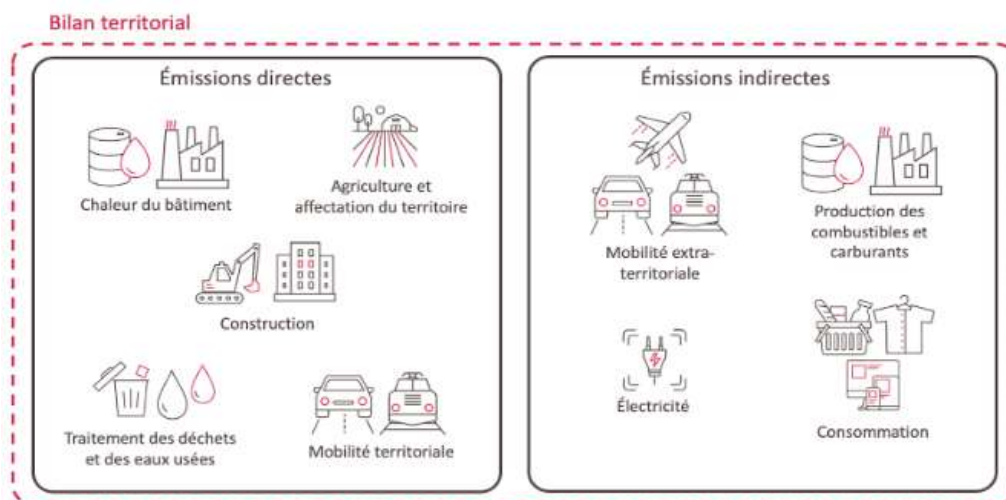 Bilan territorial
Émissions directes
Chaleur du bâtiment
Agriculture et
affectation du territoire
Construction
Traitement des déchets
et des eaux usées
Mobilité territoriale
Émissions indirectes
Mobilité extra-
territoriale
Production des
combustibles et
carburants
Électricité
Consommation